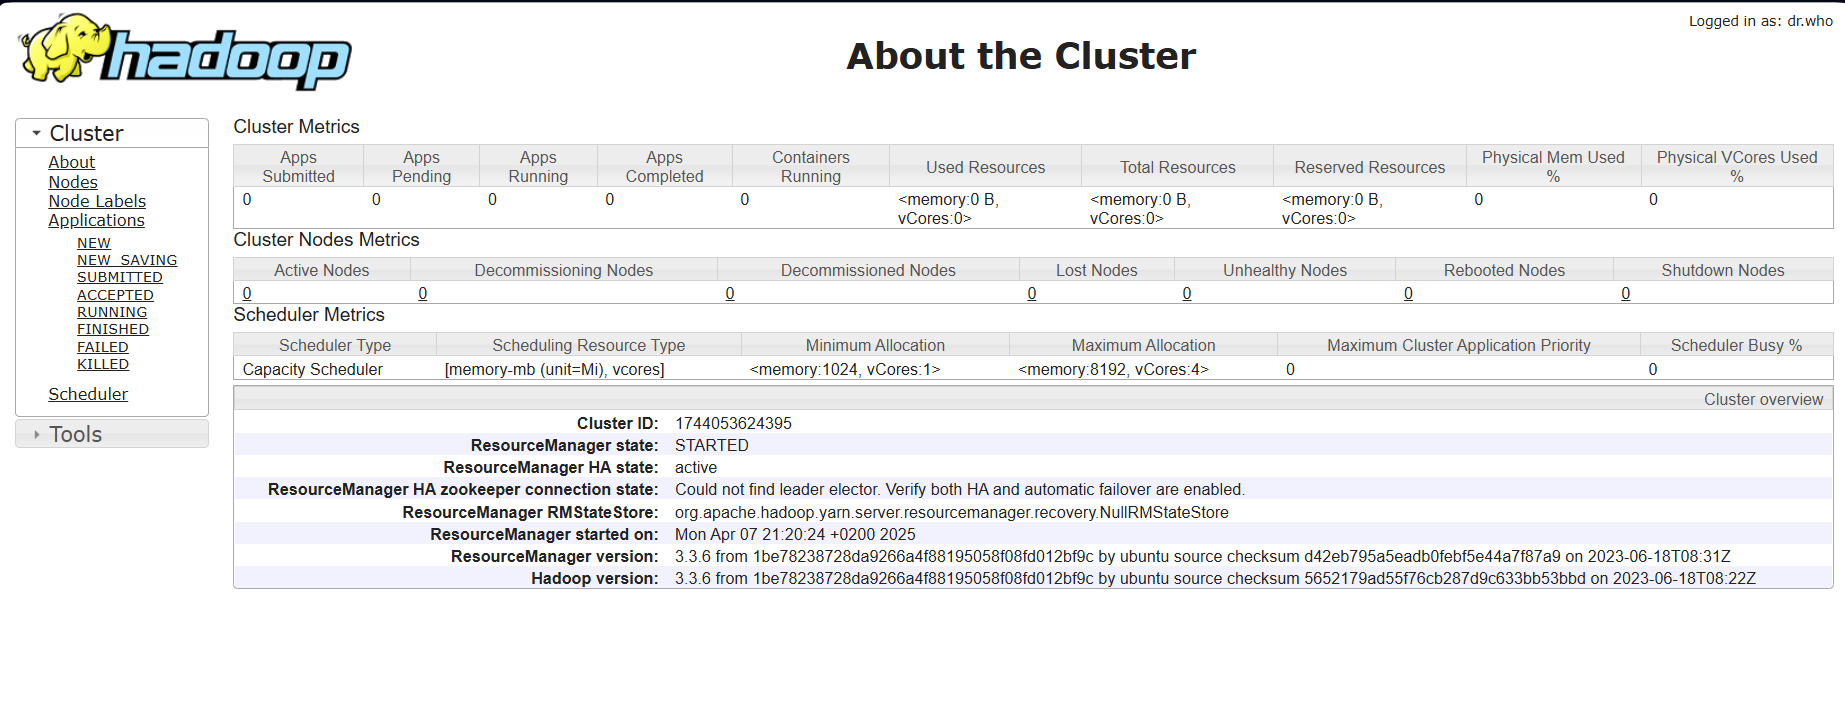 Logged in as: dr.who
hadoop
About the Cluster
Cluster
About
Nodes
Node Labels
Applications
NEW
NEW_SAVING
SUBMITTED
ACCEPTED
RUNNING
FINISHED
FAILED
KILLED
Scheduler
Tools
Cluster Metrics
Apps Submitted Apps Pending Apps Running Apps Completed Containers Running Used Resources Total Resources Reserved Resources Physical Mem Used % Physical VCores Used %
0 0 0 0 0 <memory:0 B, vCores:0> <memory:0 B, vCores:0> <memory:0 B, vCores:0> 0 0
Cluster Nodes Metrics
Active Nodes Decommissioning Nodes Decommissioned Nodes Lost Nodes Unhealthy Nodes Rebooted Nodes Shutdown Nodes
0 0 0 0 0 0 0
Scheduler Metrics
Scheduler Type Scheduling Resource Type Minimum Allocation Maximum Allocation Maximum Cluster Application Priority Scheduler Busy %
Capacity Scheduler [memory-mb (unit=Mi), vcores] <memory:1024, vCores:1> <memory:8192, vCores:4> 0 0
Cluster overview
Cluster ID: 1744053624395
ResourceManager state: STARTED
ResourceManager HA state: active
ResourceManager HA zookeeper connection state: Could not find leader elector. Verify both HA and automatic failover are enabled.
ResourceManager RMStateStore: org.apache.hadoop.yarn.server.resourcemanager.recovery.NullRMStateStore
ResourceManager started on: Mon Apr 07 21:20:24 +0200 2025
ResourceManager version: 3.3.6 from 1be78238728da9266a4f88195058f08fd012bf9c by ubuntu source checksum d42eb795a5eadb0febf5e44a7f87a9 on 2023-06-18T08:31Z
Hadoop version: 3.3.6 from 1be78238728da9266a4f88195058f08fd012bf9c by ubuntu source checksum 5652179ad55f76cb287d9c633bb53bbd on 2023-06-18T08:22Z